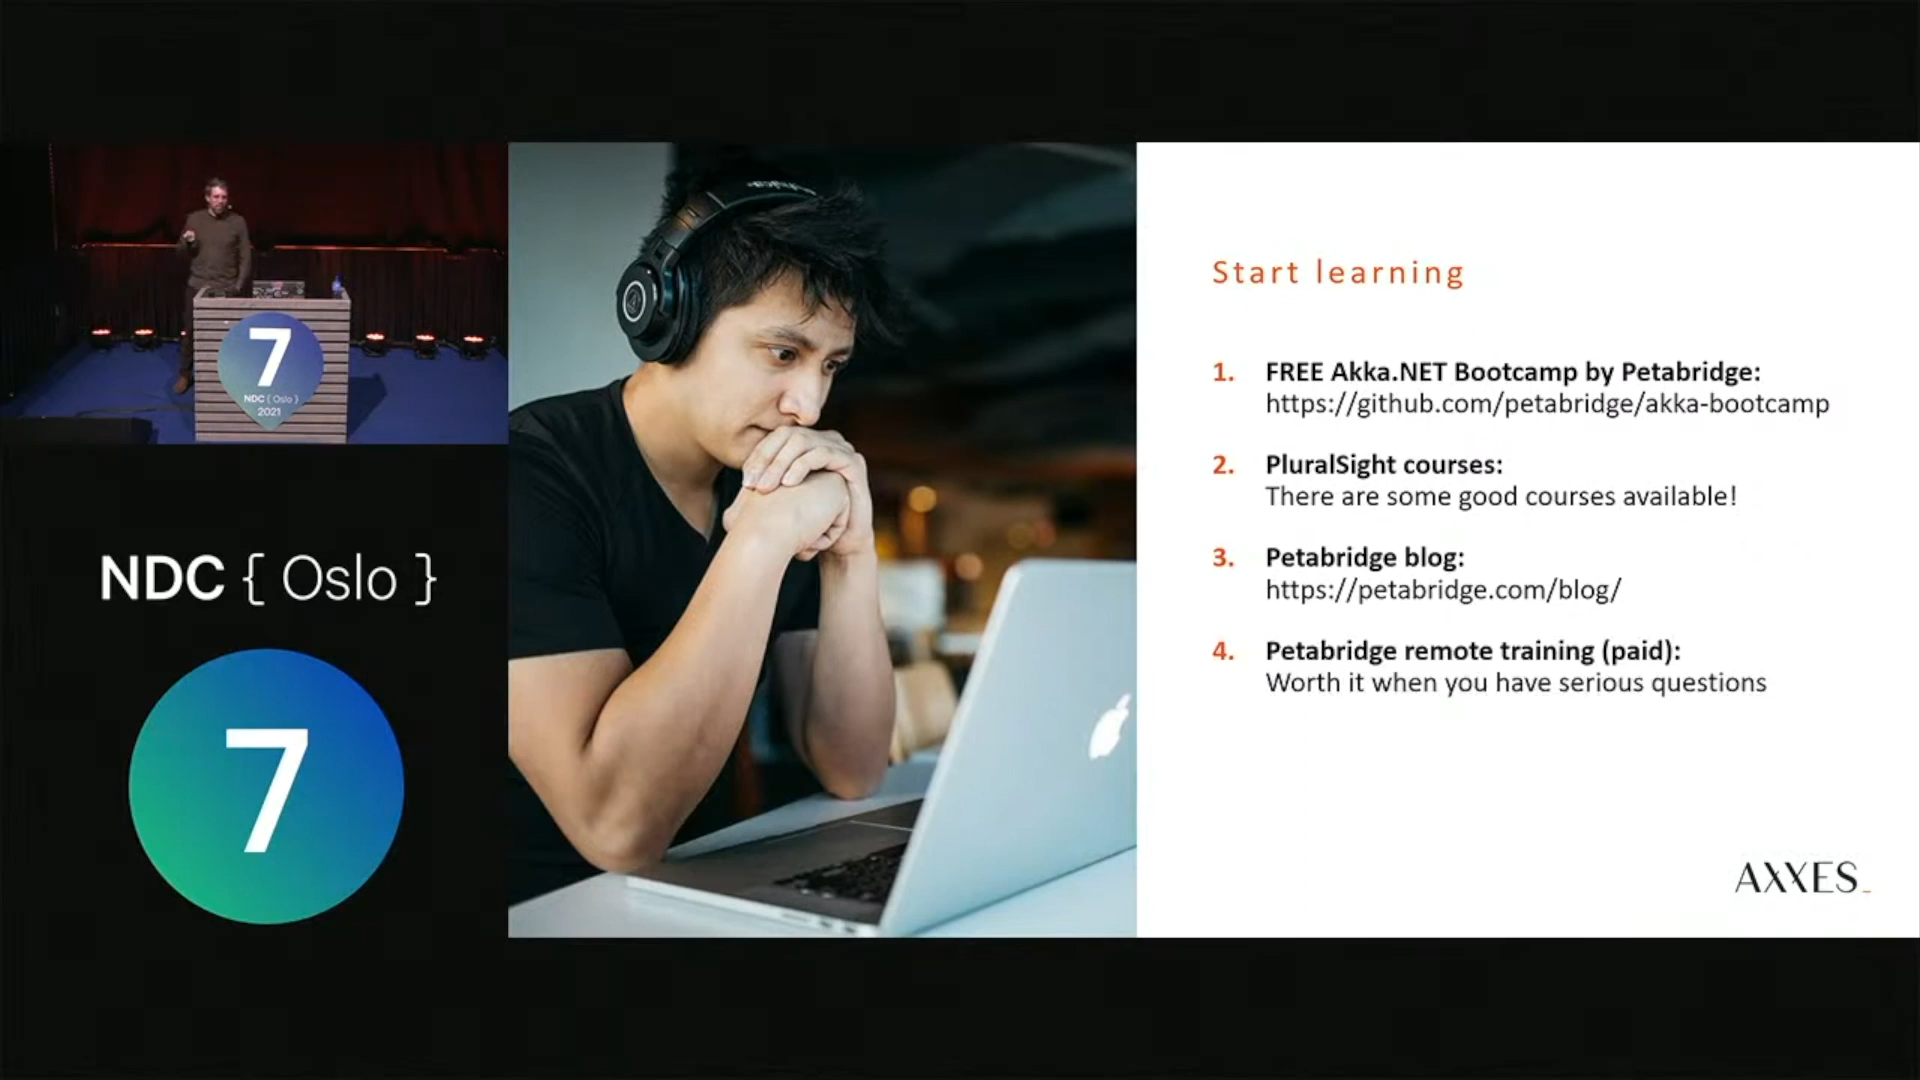 7
NDC { Oslo }
2021
NDC { Oslo }
7
Start learning
1. FREE Akka.NET Bootcamp by Petabridge:
https://github.com/petabridge/akka-bootcamp
2. PluralSight courses:
There are some good courses available!
3. Petabridge blog:
https://petabridge.com/blog/
4. Petabridge remote training (paid):
Worth it when you have serious questions
AXXES_